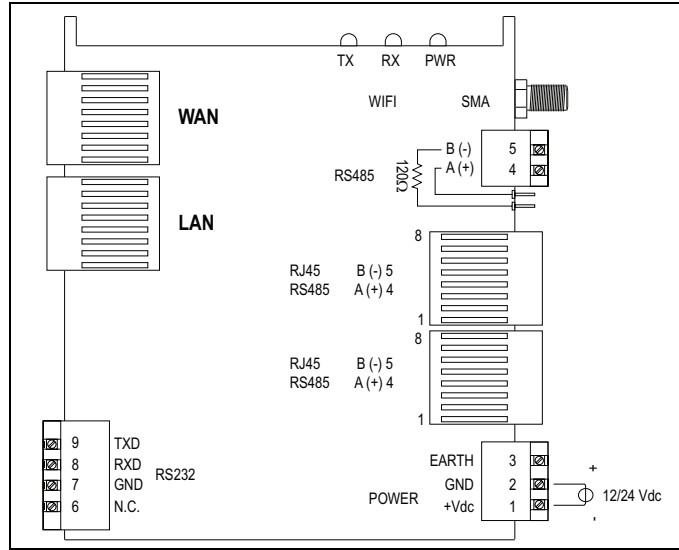 TX RX PWR
WIFI SMA
WAN
B (-) 5
A (+) 4
RS485 120Ω
LAN
8
RJ45 B (-) 5
RS485 A (+) 4
1
8
RJ45 B (-) 5
RS485 A (+) 4
1
9 TXD
8 RXD
7 GND
6 N.C.
RS232
EARTH 3
GND 2
+Vdc 1
POWER
+
12/24 Vdc
-